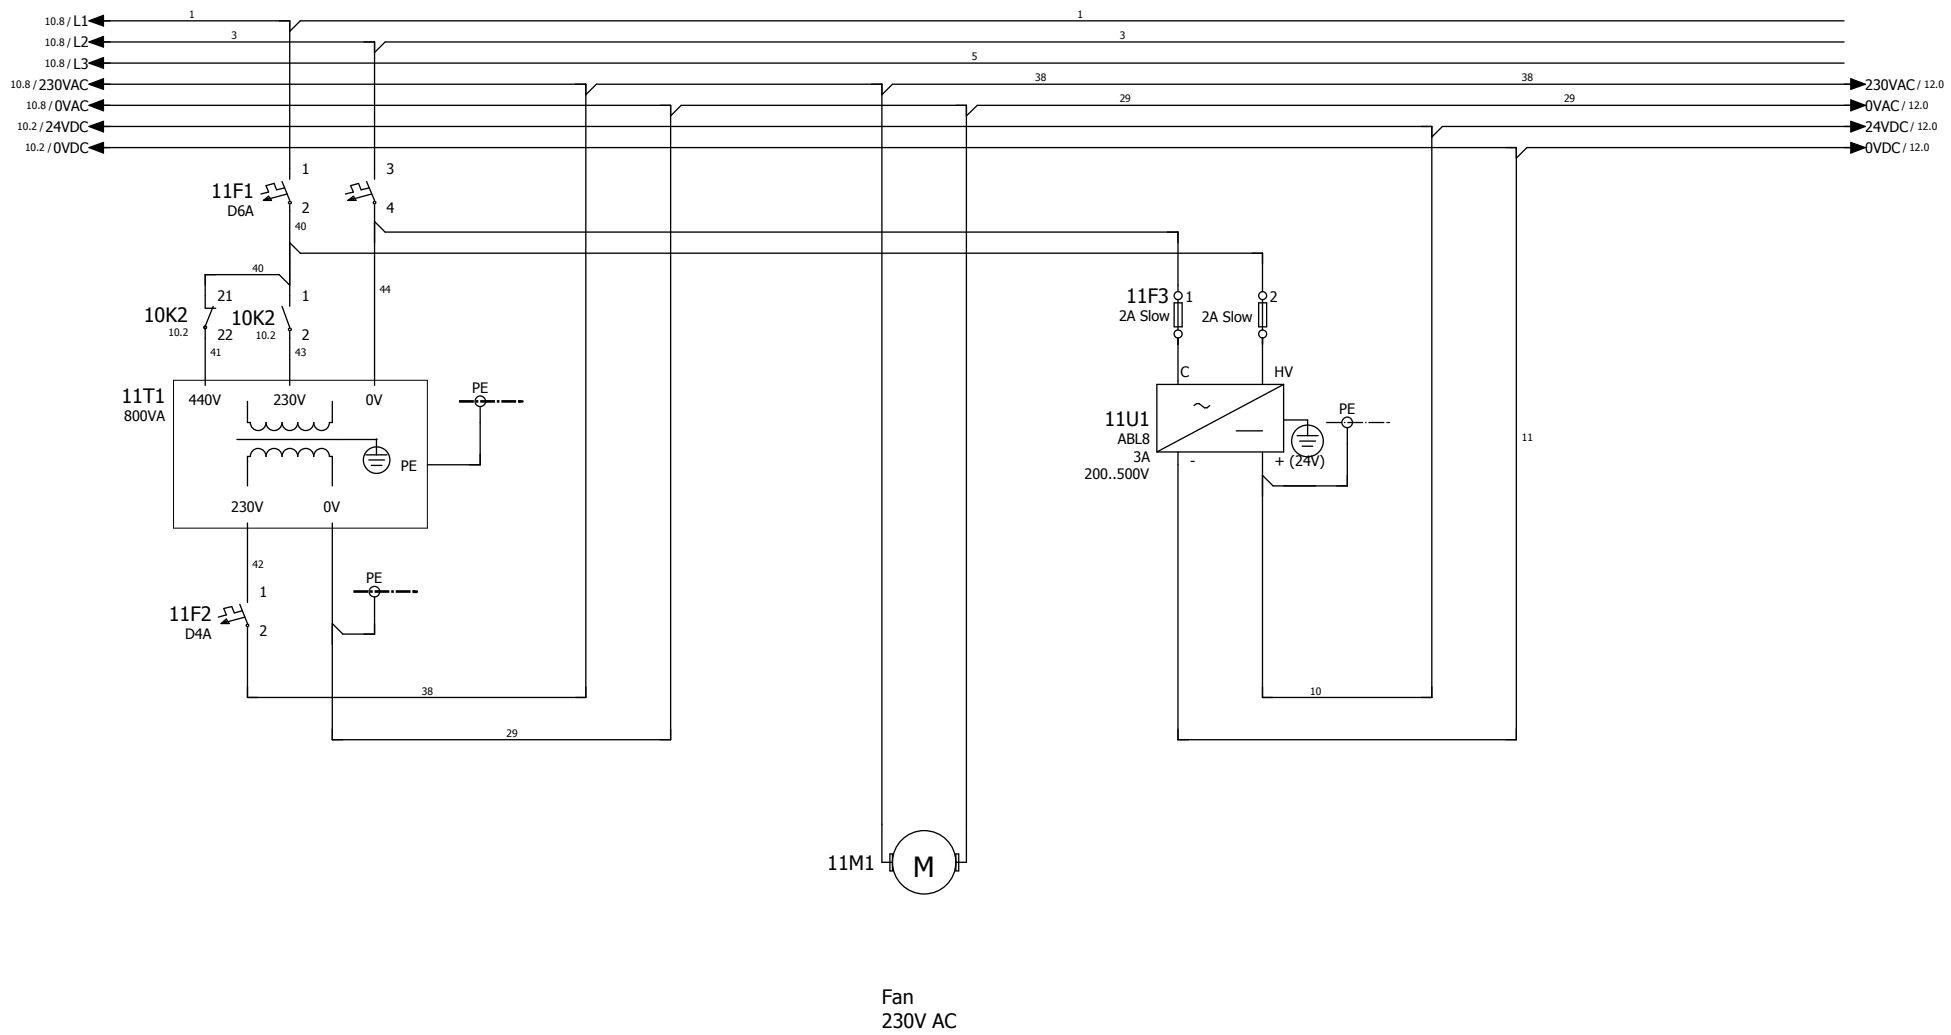 10.8 / L1
1
1
10.8 / L2
3
3
10.8 / L3
5
10.8 / 230VAC
38
38
230VAC / 12.0
10.8 / 0VAC
29
29
0VAC / 12.0
10.2 / 24VDC
24VDC / 12.0
10.2 / 0VDC
0VDC / 12.0
1
3
11F1
D6A
2
4
40
40
44
21
1
10K2
10.2
10K2
10.2
22
2
41
43
11F3
1
2
2A Slow
2A Slow
11T1
800VA
440V
230V
0V
PE
PE
230V
0V
C
HV
11U1
ABL8
3A
200..500V
PE
-
+ (24V)
11
42
1
11F2
D4A
2
PE
38
29
10
11M1
M
Fan
230V AC